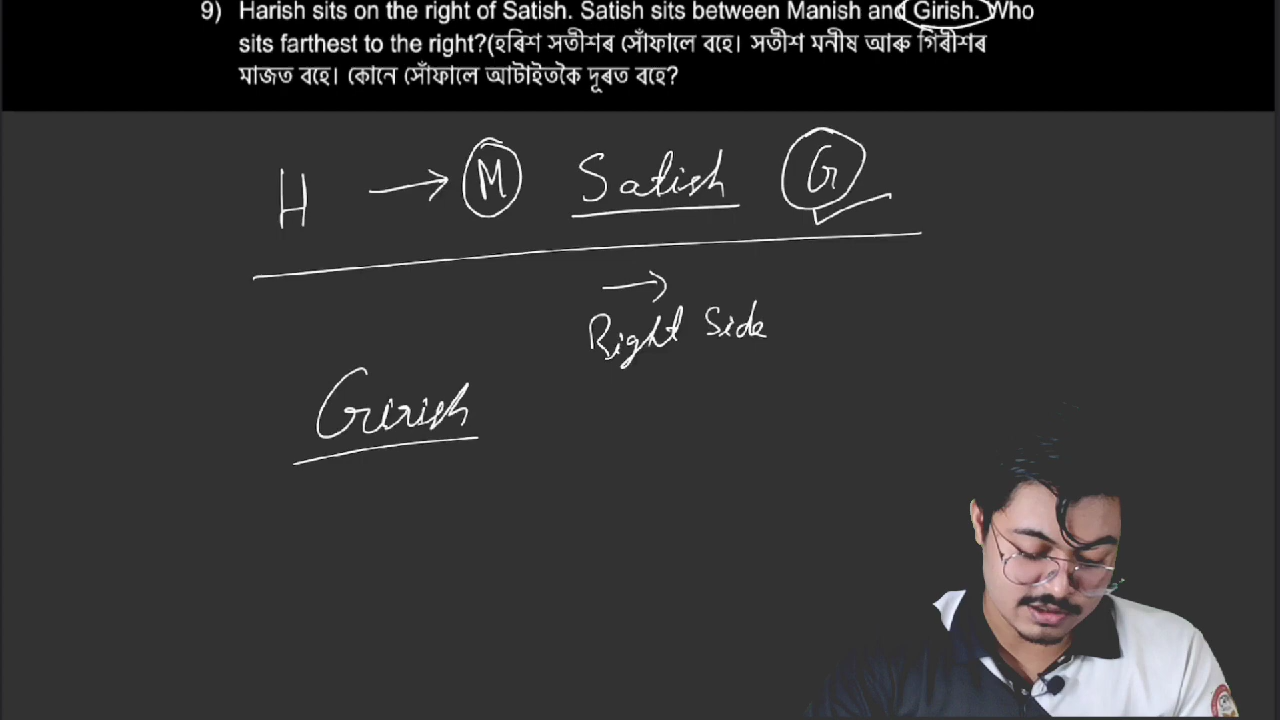 9) Harish sits on the right of Satish. Satish sits between Manish and Girish. Who
sits farthest to the right?(হৰিশ সতীশৰ সোঁফালে বহে। সতীশ মনীষ আৰু গিৰীশৰ
মাজত বহে। কোনে সোঁফালে আটাইতকৈ দূৰত বহে?
H → M Satish G
→
Right Side
Girish